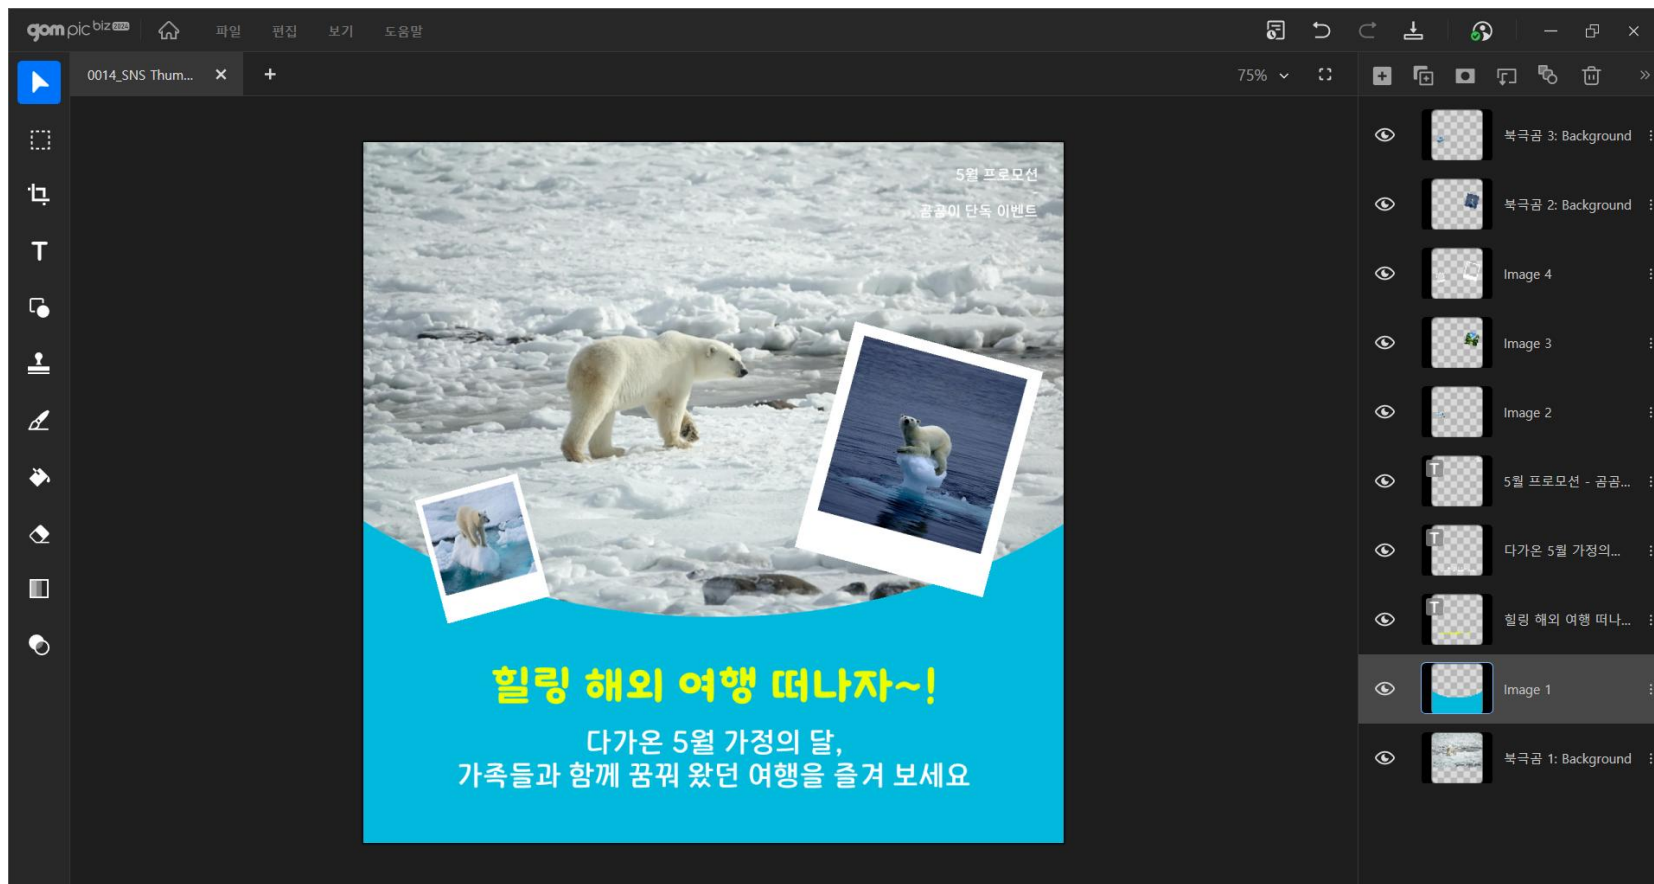 gom pic biz 2024
파일 편집 보기 도움말
0014_SNS Thum...
75%
5월 프로모션
-
곰곰이 단독 이벤트
힐링 해외 여행 떠나자~!
다가온 5월 가정의 달,
가족들과 함께 꿈꿔 왔던 여행을 즐겨 보세요
북극곰 3: Background
북극곰 2: Background
Image 4
Image 3
Image 2
T
5월 프로모션 - 곰곰...
T
다가온 5월 가정의...
T
힐링 해외 여행 떠나...
Image 1
북극곰 1: Background